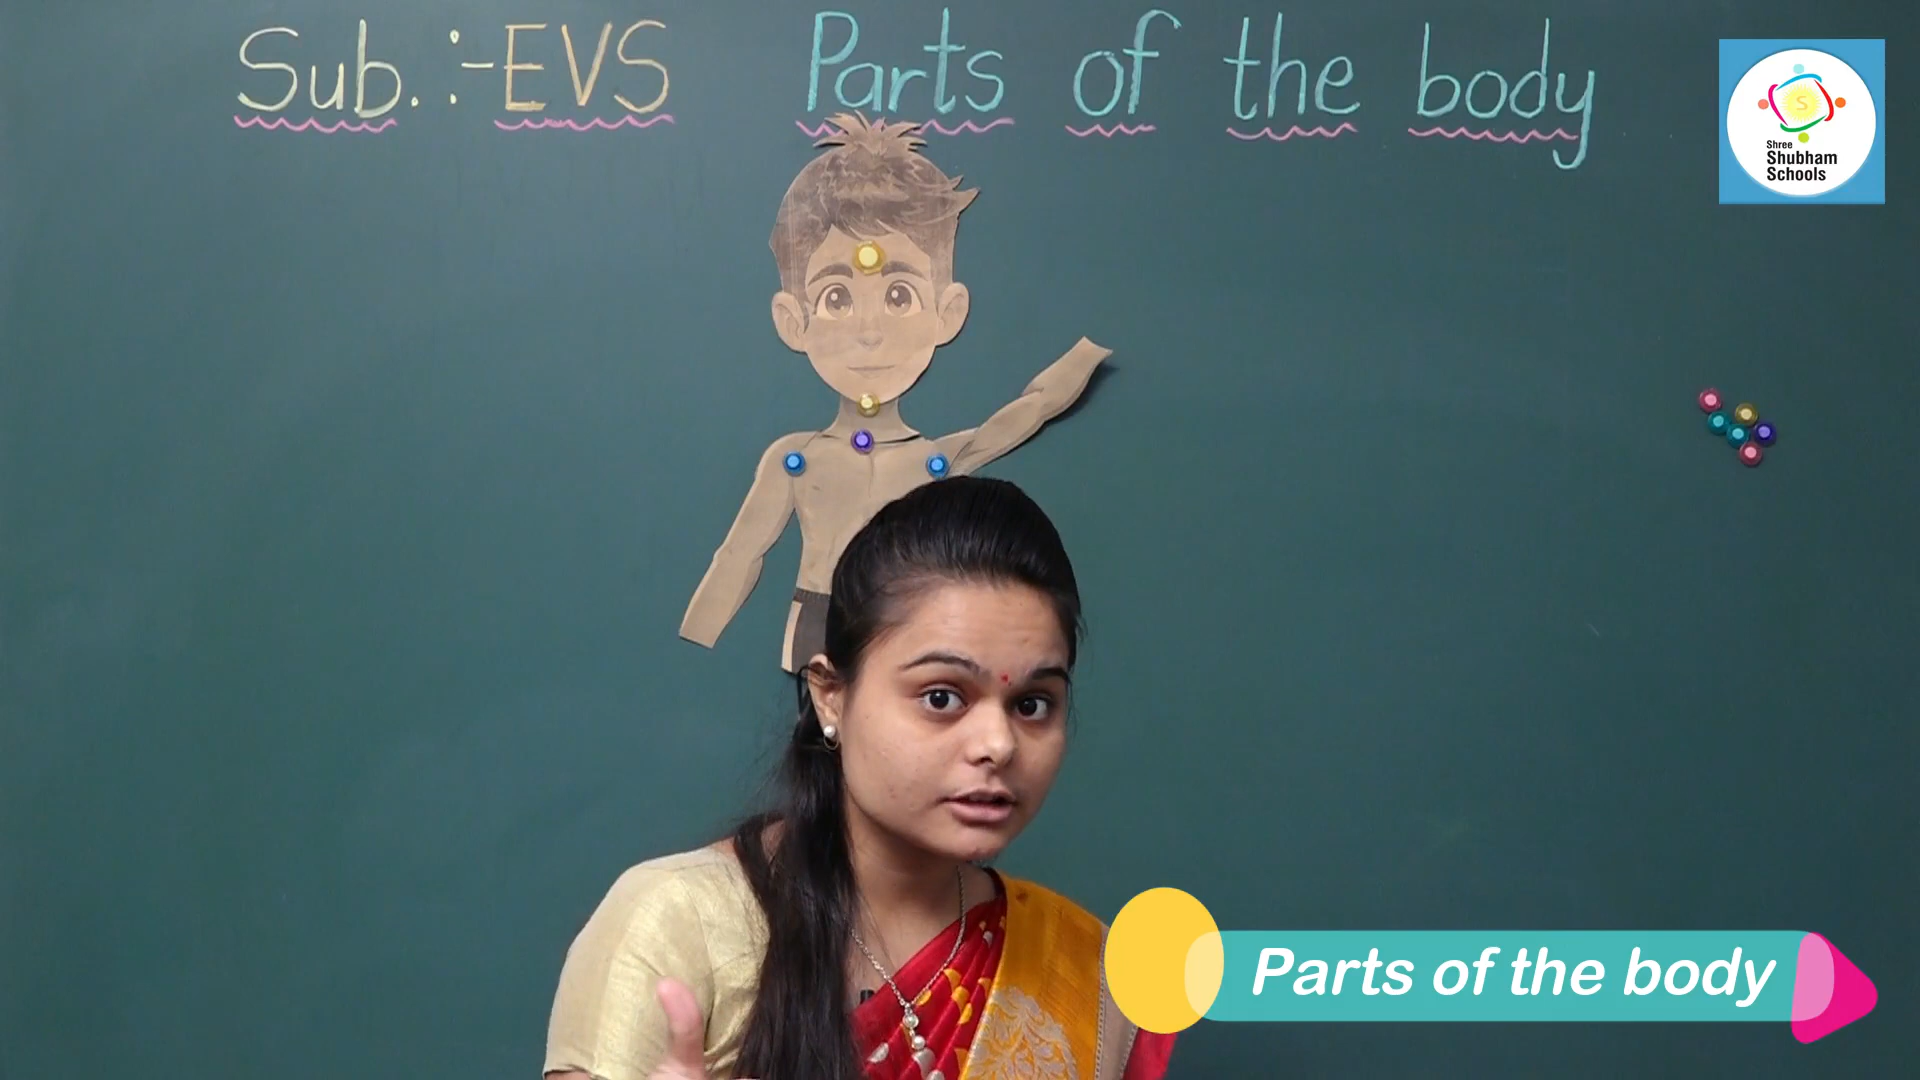 Sub. :- EVS Parts of the body
S
Shree
Shubham
Schools
Parts of the body